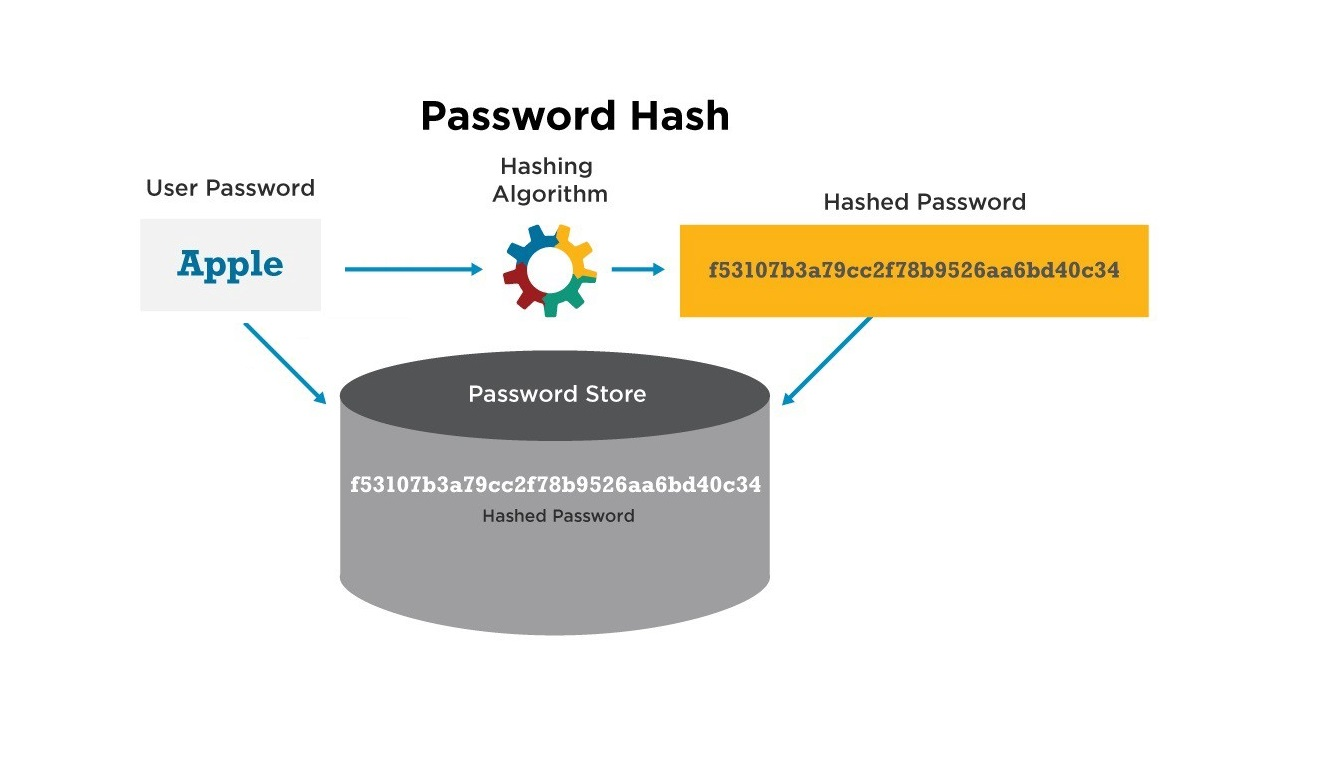 Password Hash
User Password
Hashing
Algorithm
Hashed Password
Apple
f53107b3a79cc2f78b9526aa6bd40c34
Password Store
f53107b3a79cc2f78b9526aa6bd40c34
Hashed Password